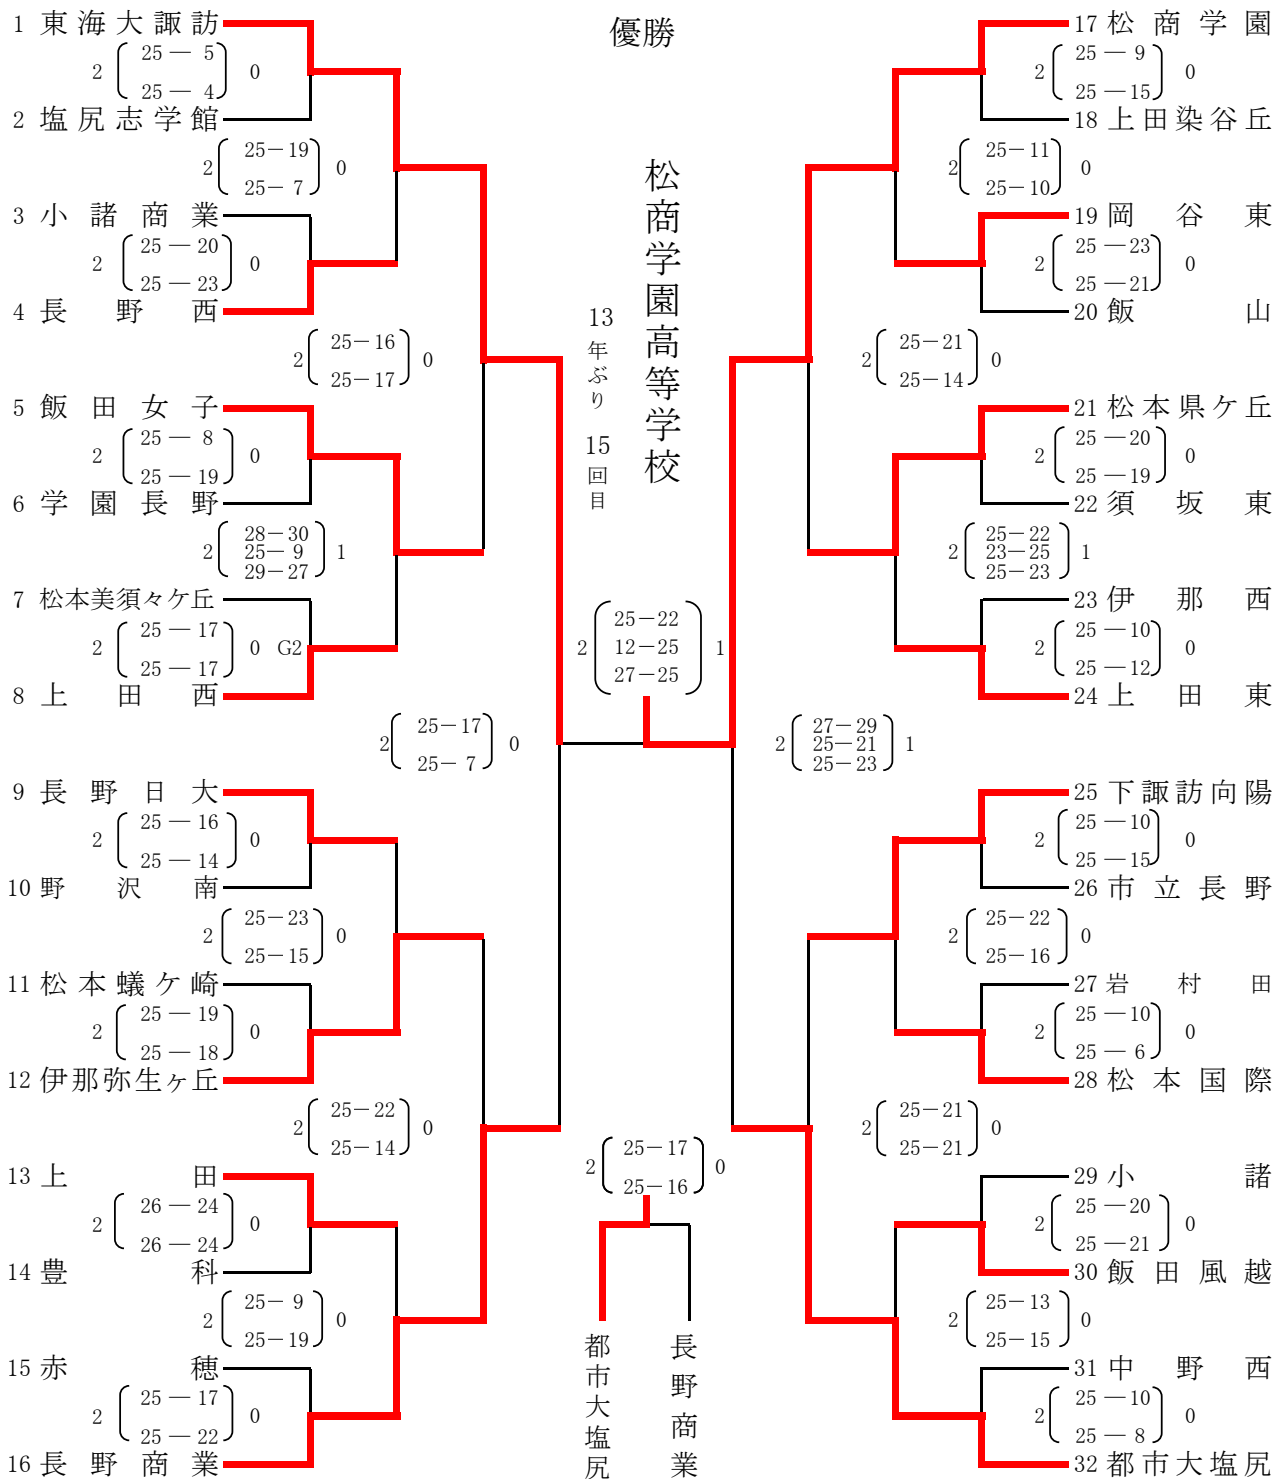 優勝
松商学園高等学校
13年ぶり 15回目
1 東海大諏訪
2 25 — 5 0
25 — 4
2 塩尻志学館
2 25－19 0
25－ 7
3 小諸商業
2 25 — 20 0
25 — 23
4 長野西
2 25－16 0
25－17
5 飯田女子
2 25 — 8 0
25 — 19
6 学園長野
2 28－30 1
25－ 9
29－27
7 松本美須々ケ丘
2 25 — 17 0 G2
25 — 17
8 上田西
2 25－17 0
25－ 7
9 長野日大
2 25 — 16 0
25 — 14
10 野沢南
2 25－23 0
25－15
11 松本蟻ケ崎
2 25 — 19 0
25 — 18
12 伊那弥生ヶ丘
2 25－22 0
25－14
13 上田
2 26 — 24 0
26 — 24
14 豊科
2 25－ 9 0
25－19
15 赤穂
2 25 — 17 0
25 — 22
16 長野商業
2 25－22 1
12－25
27－25
2 25－17 0
25－16
都市大塩尻
長野商業
17 松商学園
2 25 — 9 0
25 — 15
18 上田染谷丘
2 25－11 0
25－10
19 岡谷東
2 25 — 23 0
25 — 21
20 飯山
2 25－21 0
25－14
21 松本県ケ丘
2 25 — 20 0
25 — 19
22 須坂東
2 25－22 1
23－25
25－23
23 伊那西
2 25 — 10 0
25 — 12
24 上田東
2 27－29 1
25－21
25－23
25 下諏訪向陽
2 25 — 10 0
25 — 15
26 市立長野
2 25－22 0
25－16
27 岩村田
2 25 — 10 0
25 — 6
28 松本国際
2 25－21 0
25－21
29 小諸
2 25 — 20 0
25 — 21
30 飯田風越
2 25－13 0
25－15
31 中野西
2 25 — 10 0
25 — 8
32 都市大塩尻